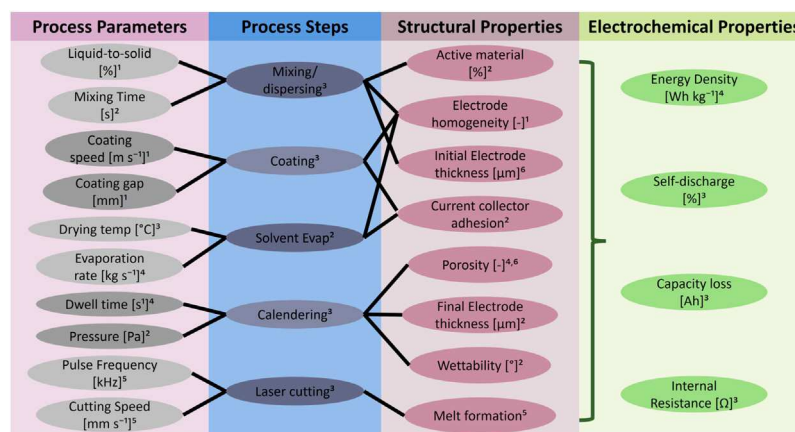 Process Parameters
Process Steps
Structural Properties
Electrochemical Properties
Liquid-to-solid
[%]¹
Mixing Time
[s]²
Coating
speed [m s⁻¹]¹
Coating gap
[mm]¹
Drying temp [°C]³
Evaporation
rate [kg s⁻¹]⁴
Dwell time [s¹]⁴
Pressure [Pa]²
Pulse Frequency
[kHz]⁵
Cutting Speed
[mm s⁻¹]⁵
Mixing/
dispersing³
Coating³
Solvent Evap²
Calendering³
Laser cutting³
Active material
[%]²
Electrode
homogeneity [-]¹
Initial Electrode
thickness [μm]⁶
Current collector
adhesion²
Porosity [-]⁴,⁶
Final Electrode
thickness [μm]²
Wettability [°]²
Melt formation⁵
Energy Density
[Wh kg⁻¹]⁴
Self-discharge
[%]³
Capacity loss
[Ah]³
Internal
Resistance [Ω]³